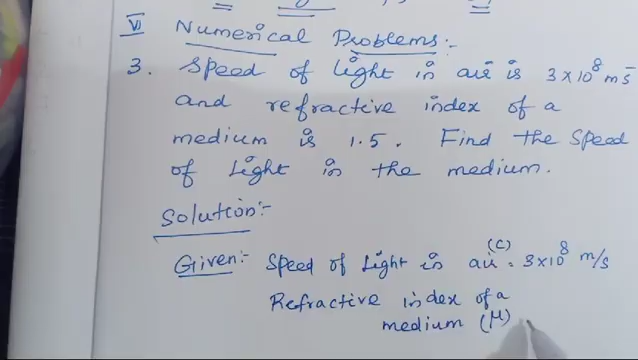 VI Numerical Problems:-
3. Speed of light in air is 3×10⁸ ms⁻
and refractive index of a
medium is 1.5. Find the speed
of Light in the medium.
Solution:-
(C)
Given:- Speed of Light in air = 3×10⁸ m/s
Refractive index of a
medium (μ)